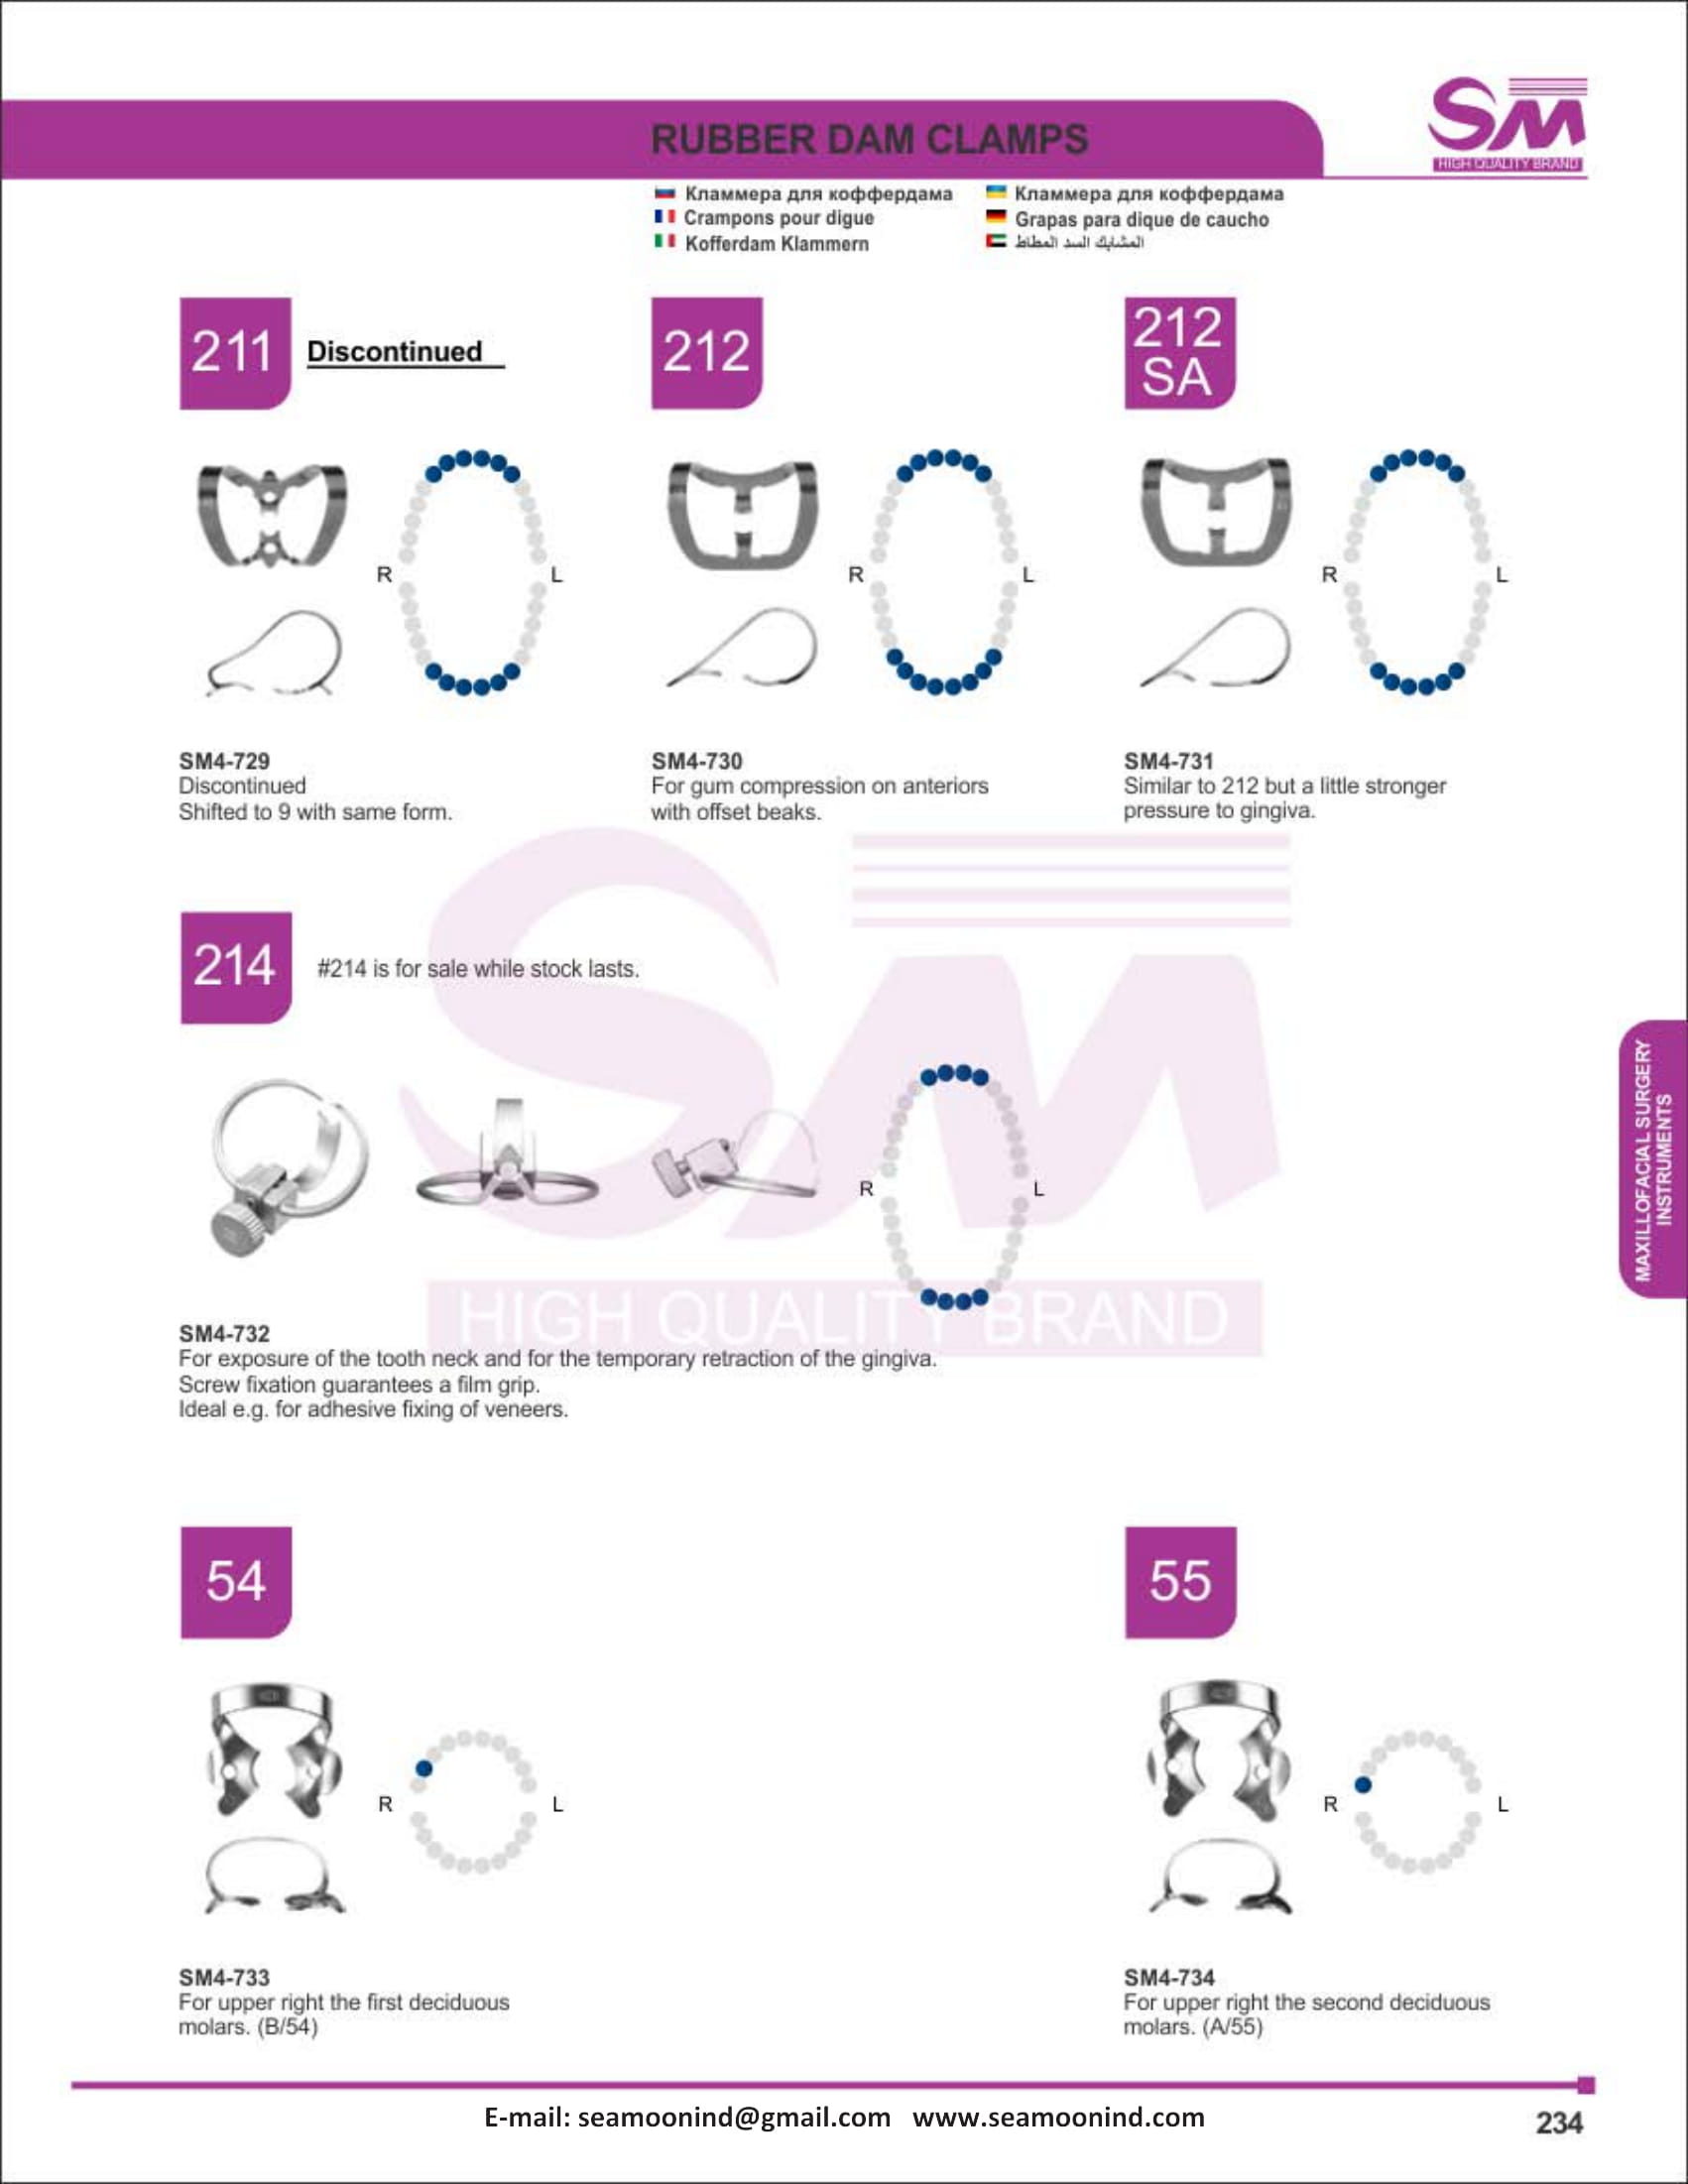 SM
HIGH QUALITY BRAND
RUBBER DAM CLAMPS
Кламмера для коффердама
Crampons pour digue
Kofferdam Klammern
Кламмера для коффердама
Grapas para dique de caucho
المشابك السد المطاط
211
Discontinued
R
L
SM4-729
Discontinued
Shifted to 9 with same form.
212
R
L
SM4-730
For gum compression on anteriors
with offset beaks.
212
SA
R
L
SM4-731
Similar to 212 but a little stronger
pressure to gingiva.
214
#214 is for sale while stock lasts.
R
L
SM
HIGH QUALITY BRAND
SM4-732
For exposure of the tooth neck and for the temporary retraction of the gingiva.
Screw fixation guarantees a film grip.
Ideal e.g. for adhesive fixing of veneers.
MAXILLOFACIAL SURGERY
INSTRUMENTS
54
R
L
SM4-733
For upper right the first deciduous
molars. (B/54)
55
R
L
SM4-734
For upper right the second deciduous
molars. (A/55)
E-mail: seamoonind@gmail.com www.seamoonind.com
234